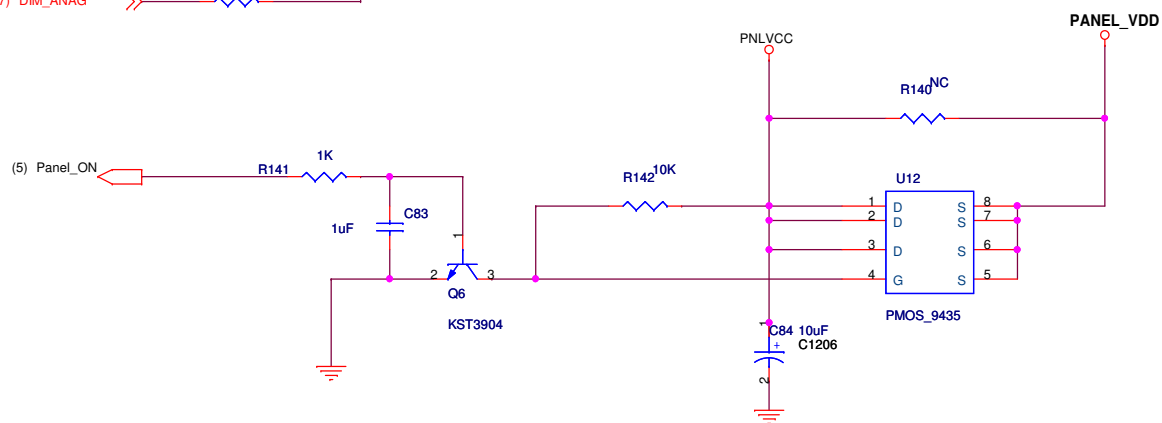 7) DIM_ANAG
PANEL_VDD
PNLVCC
R140 NC
(5) Panel_ON
R141 1K
R142 10K
U12
C83
1uF
1
2 3
Q6
KST3904
1 D S 8
2 D S 7
3 D S 6
4 G S 5
PMOS_9435
1
C84 10uF
+ C1206
2